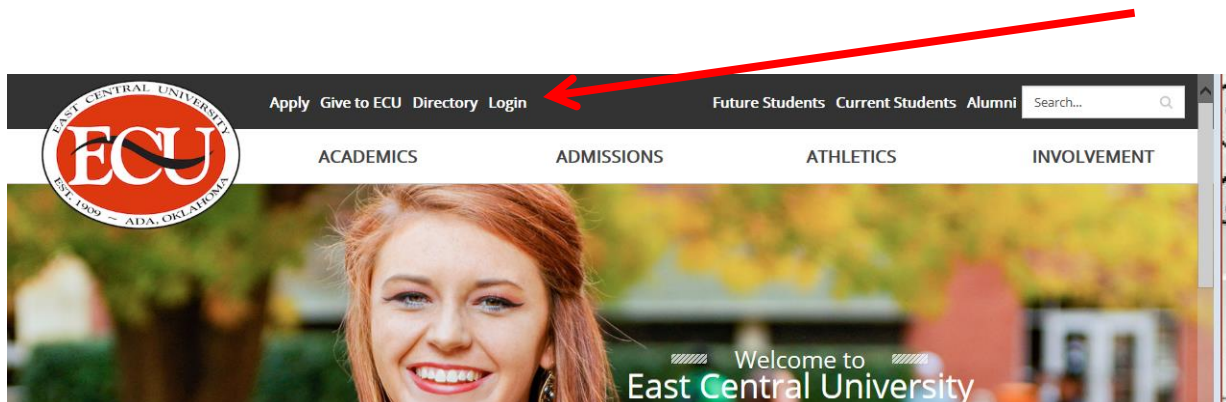 EAST CENTRAL UNIVERSITY
ECU
EST. 1909 ~ ADA, OKLAHOMA
Apply Give to ECU Directory Login
Future Students Current Students Alumni Search...
ACADEMICS ADMISSIONS ATHLETICS INVOLVEMENT
Welcome to
East Central University